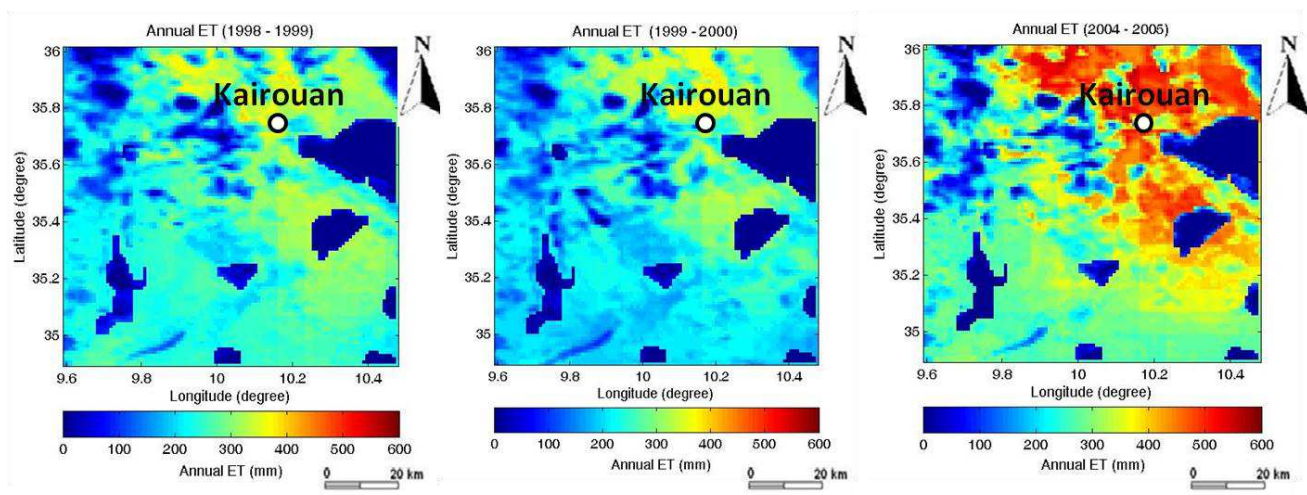 Annual ET (1998 - 1999)
N
36
35.8
35.6
35.4
35.2
35
Latitude (degree)
Kairouan
9.6 9.8 10 10.2 10.4
Longitude (degree)
0 100 200 300 400 500 600
Annual ET (mm)
0 20 km
Annual ET (1999 - 2000)
N
36
35.8
35.6
35.4
35.2
35
Latitude (degree)
Kairouan
9.6 9.8 10 10.2 10.4
Longitude (degree)
0 100 200 300 400 500 600
Annual ET (mm)
0 20 km
Annual ET (2004 - 2005)
N
36
35.8
35.6
35.4
35.2
35
Latitude (degree)
Kairouan
9.6 9.8 10 10.2 10.4
Longitude (degree)
0 100 200 300 400 500 600
Annual ET (mm)
0 20 km